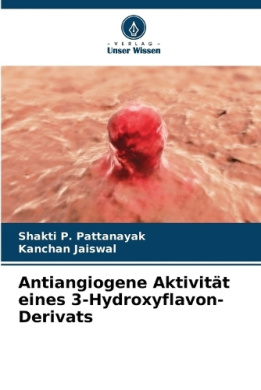 VERLAG
Unser Wissen
Shakti P. Pattanayak
Kanchan Jaiswal
Antiangiogene Aktivität
eines 3-Hydroxyflavon-
Derivats